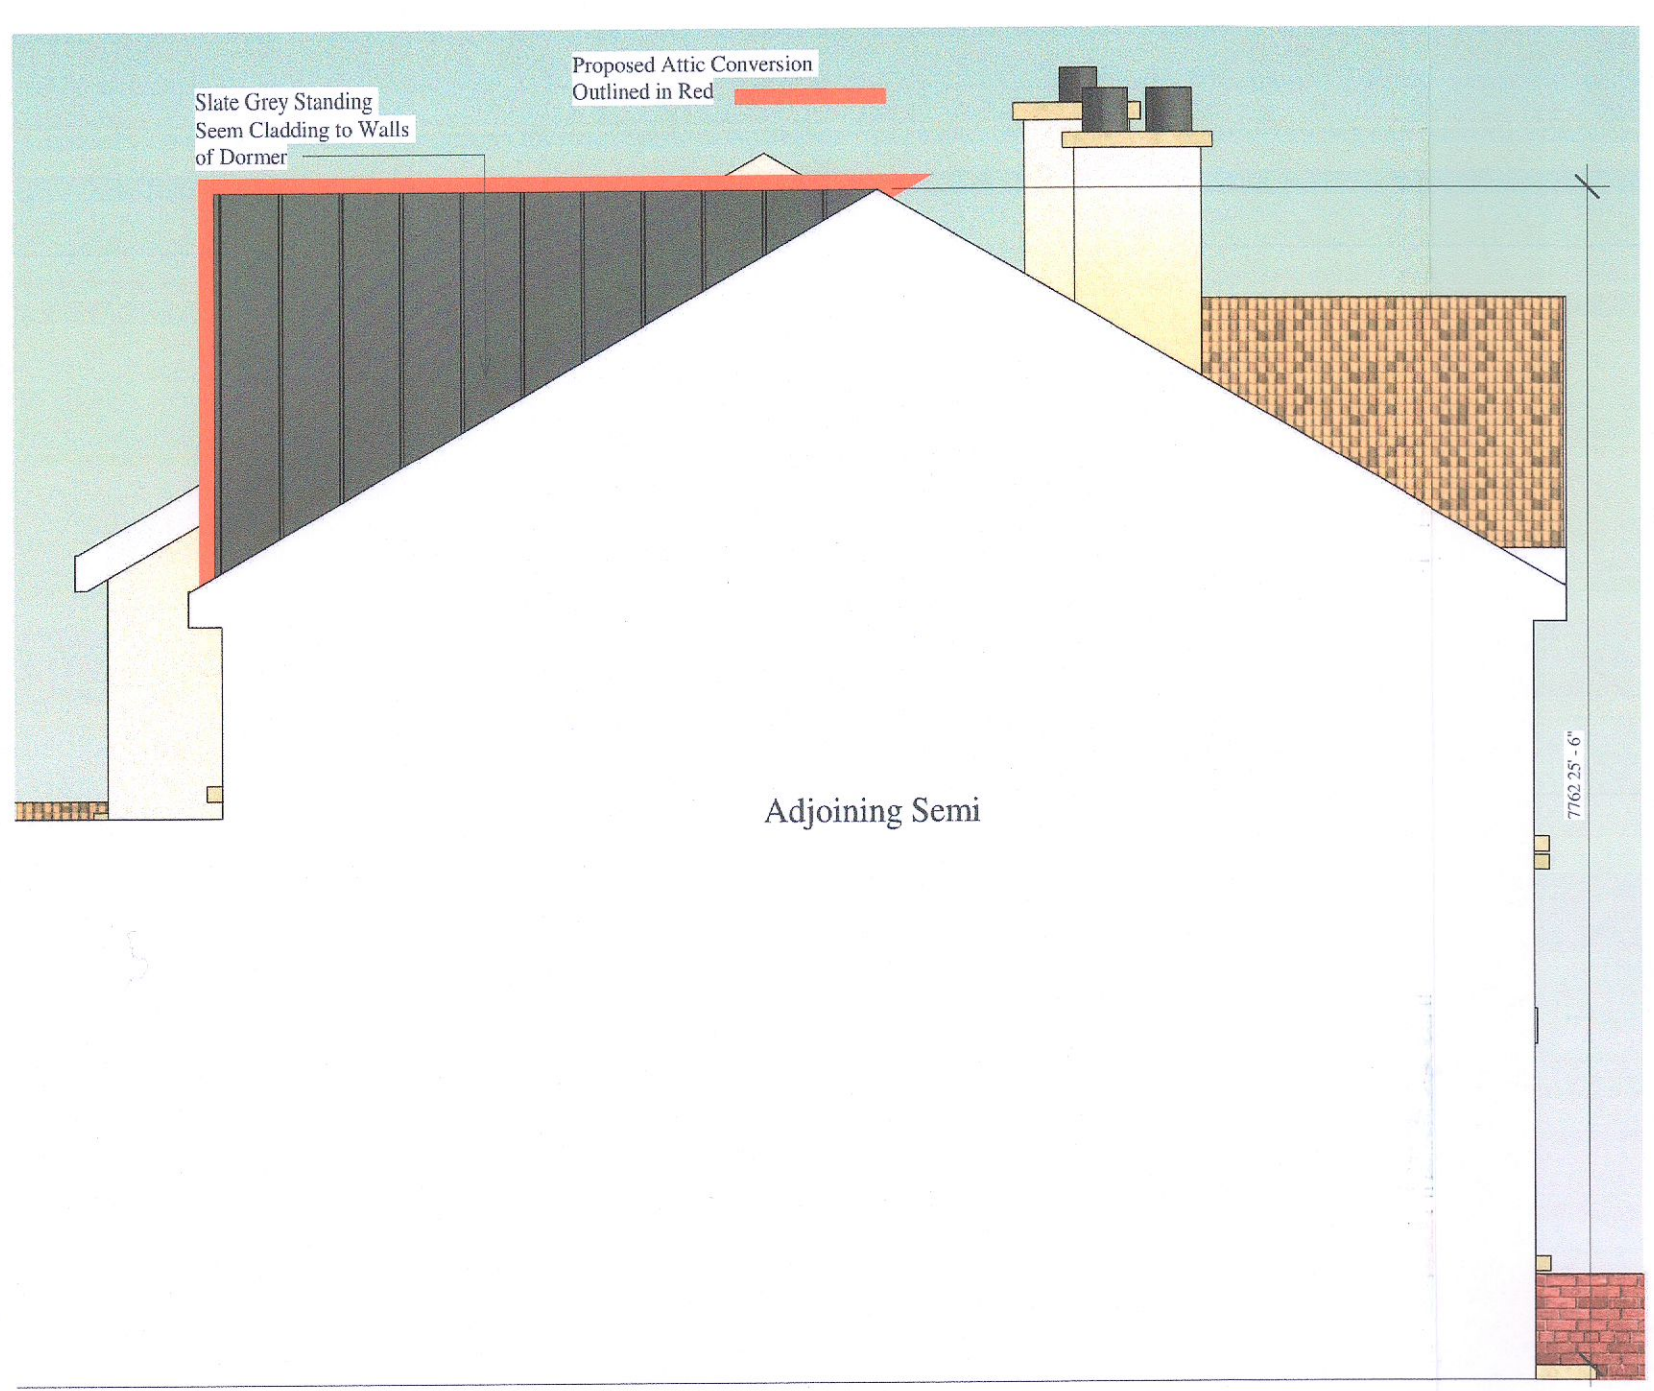 Proposed Attic Conversion
Outlined in Red
Slate Grey Standing
Seem Cladding to Walls
of Dormer
7762 25' - 6"
Adjoining Semi